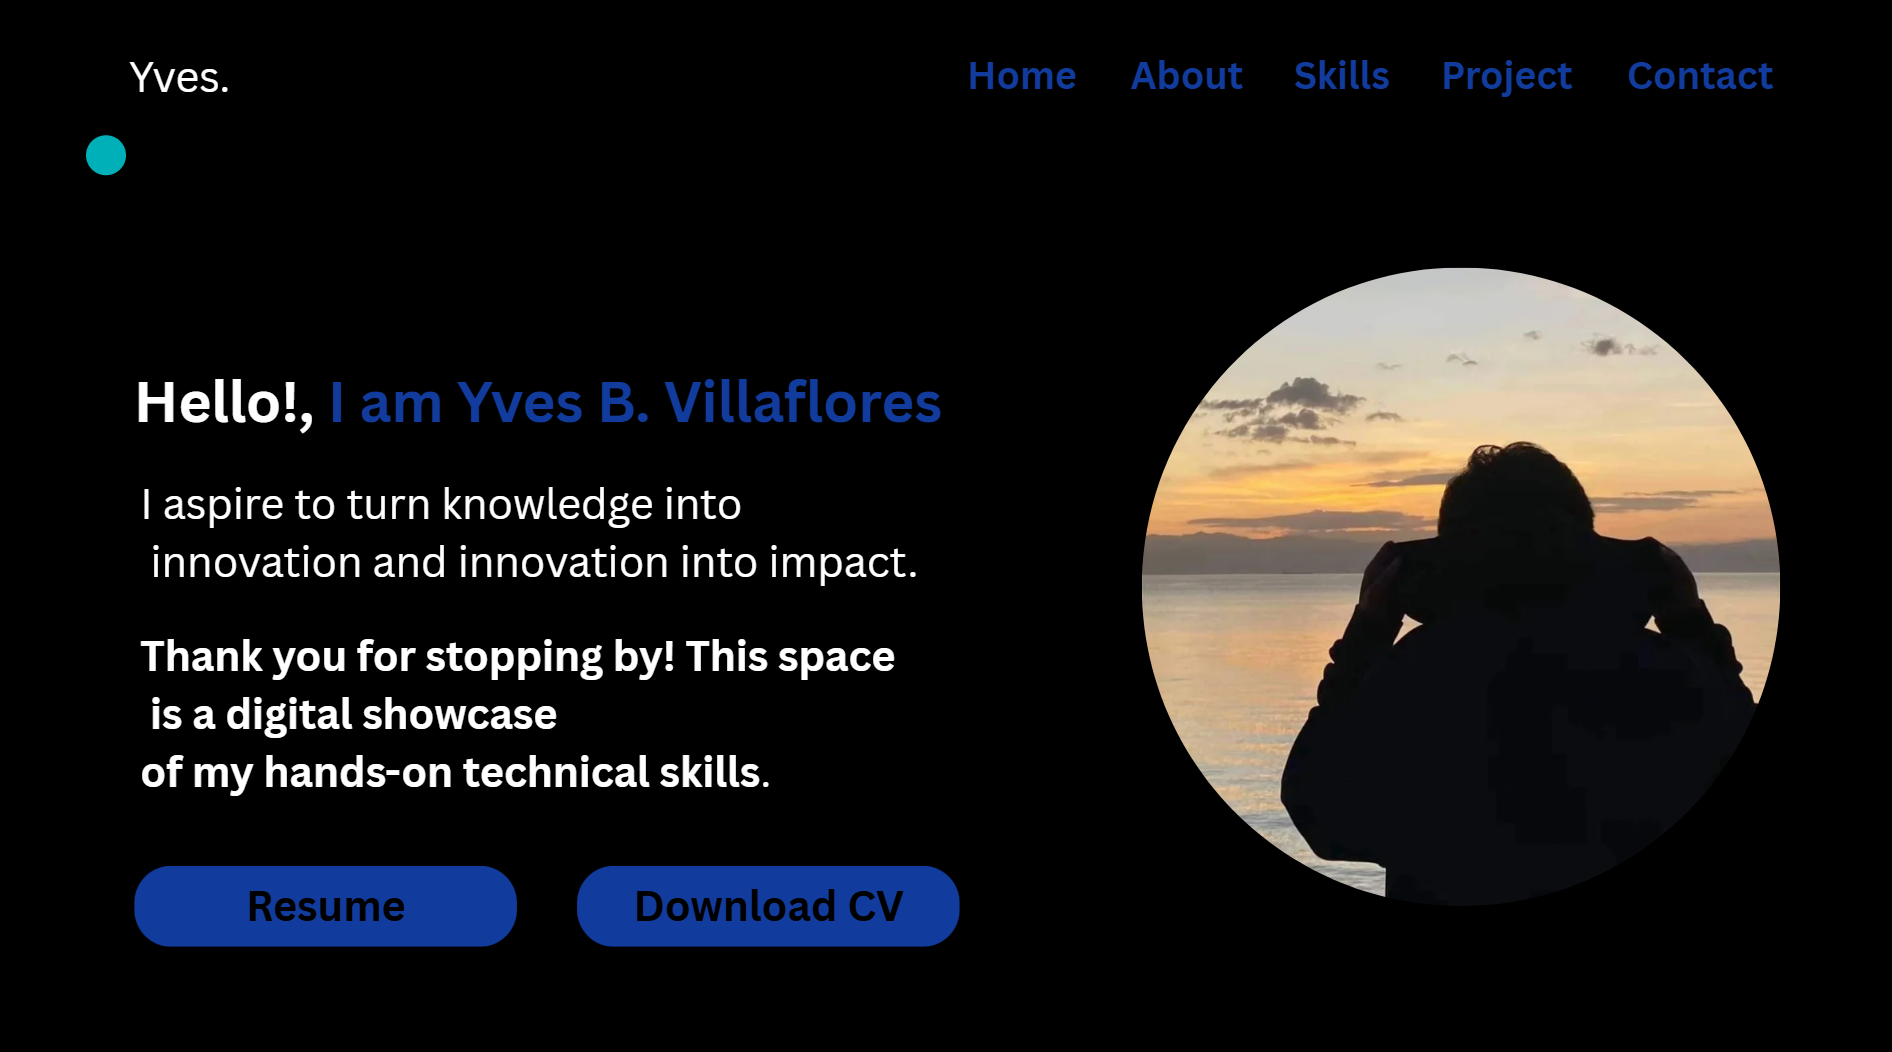 Yves.
Home About Skills Project Contact
Hello!, I am Yves B. Villaflores
I aspire to turn knowledge into
innovation and innovation into impact.
Thank you for stopping by! This space
is a digital showcase
of my hands-on technical skills.
Resume
Download CV